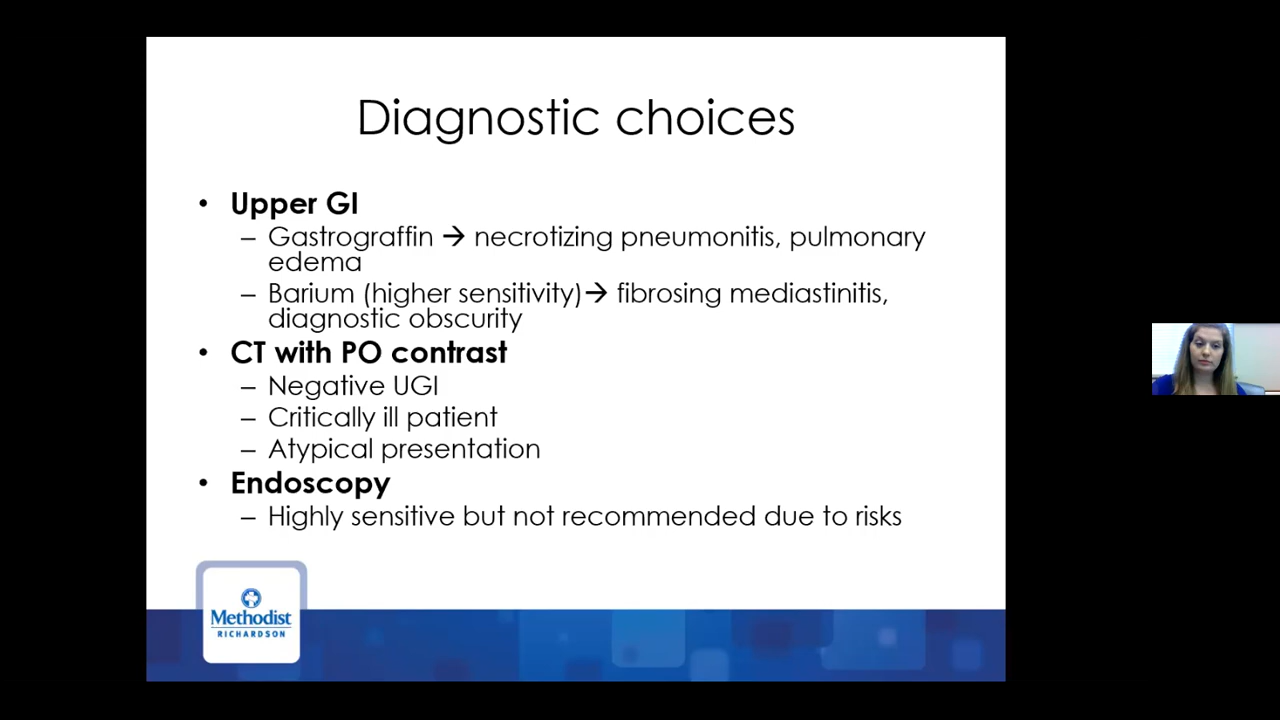 Diagnostic choices
• Upper GI
– Gastrograffin → necrotizing pneumonitis, pulmonary
edema
– Barium (higher sensitivity)→ fibrosing mediastinitis,
diagnostic obscurity
• CT with PO contrast
– Negative UGI
– Critically ill patient
– Atypical presentation
• Endoscopy
– Highly sensitive but not recommended due to risks
Methodist
RICHARDSON